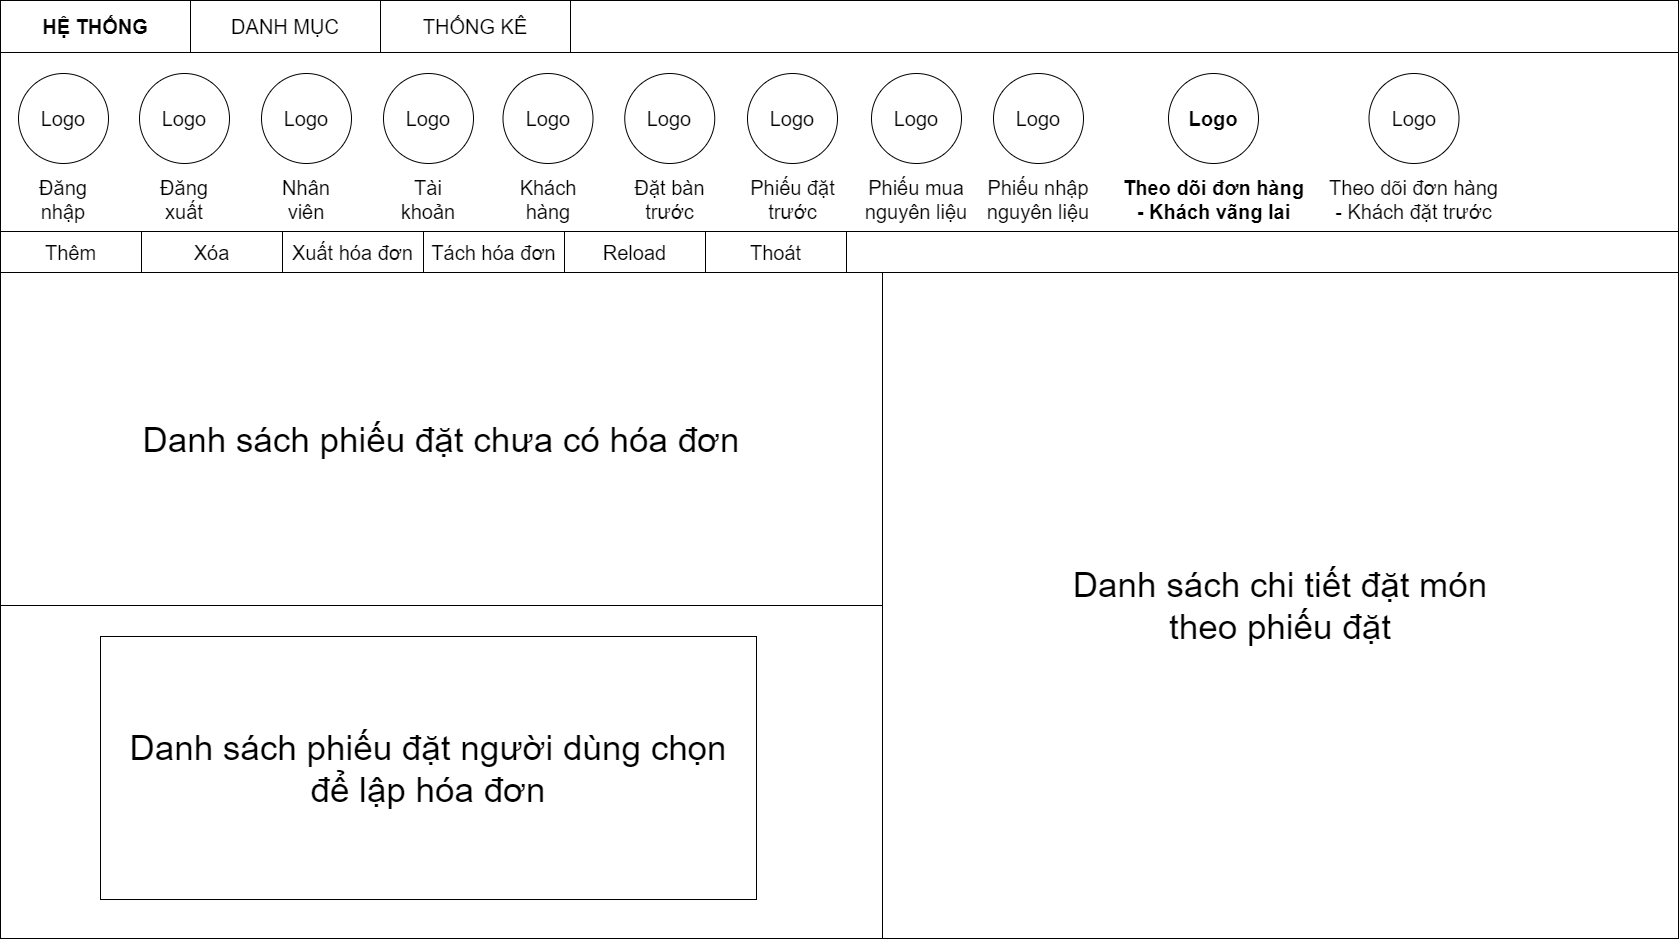 HỆ THỐNG
DANH MỤC
THỐNG KÊ
Logo
Logo
Logo
Logo
Logo
Logo
Logo
Logo
Logo
Logo
Logo
Đăng
nhập
Đăng
xuất
Nhân
viên
Tài
khoản
Khách
hàng
Đặt bàn
trước
Phiếu đặt
trước
Phiếu mua
nguyên liệu
Phiếu nhập
nguyên liệu
Theo dõi đơn hàng
- Khách vãng lai
Theo dõi đơn hàng
- Khách đặt trước
Thêm
Xóa
Xuất hóa đơn
Tách hóa đơn
Reload
Thoát
Danh sách phiếu đặt chưa có hóa đơn
Danh sách phiếu đặt người dùng chọn
để lập hóa đơn
Danh sách chi tiết đặt món
theo phiếu đặt